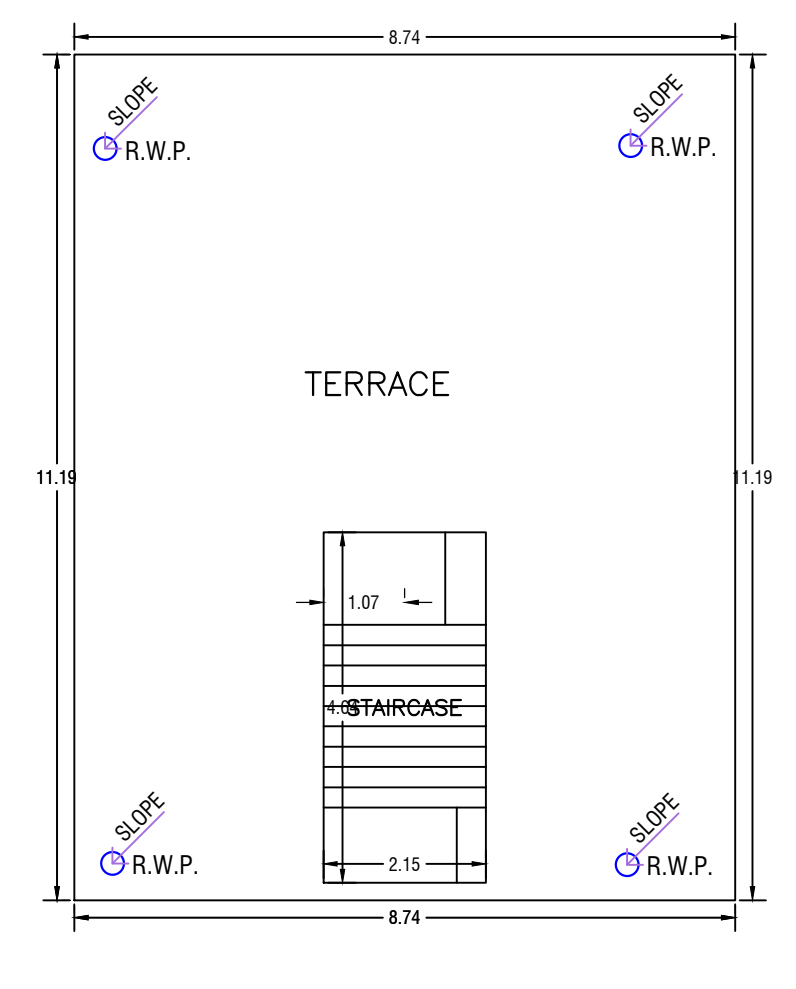 8.74
SLOPE
R.W.P.
SLOPE
R.W.P.
TERRACE
11.19
11.19
1.07
STAIRCASE
SLOPE
R.W.P.
SLOPE
R.W.P.
2.15
8.74